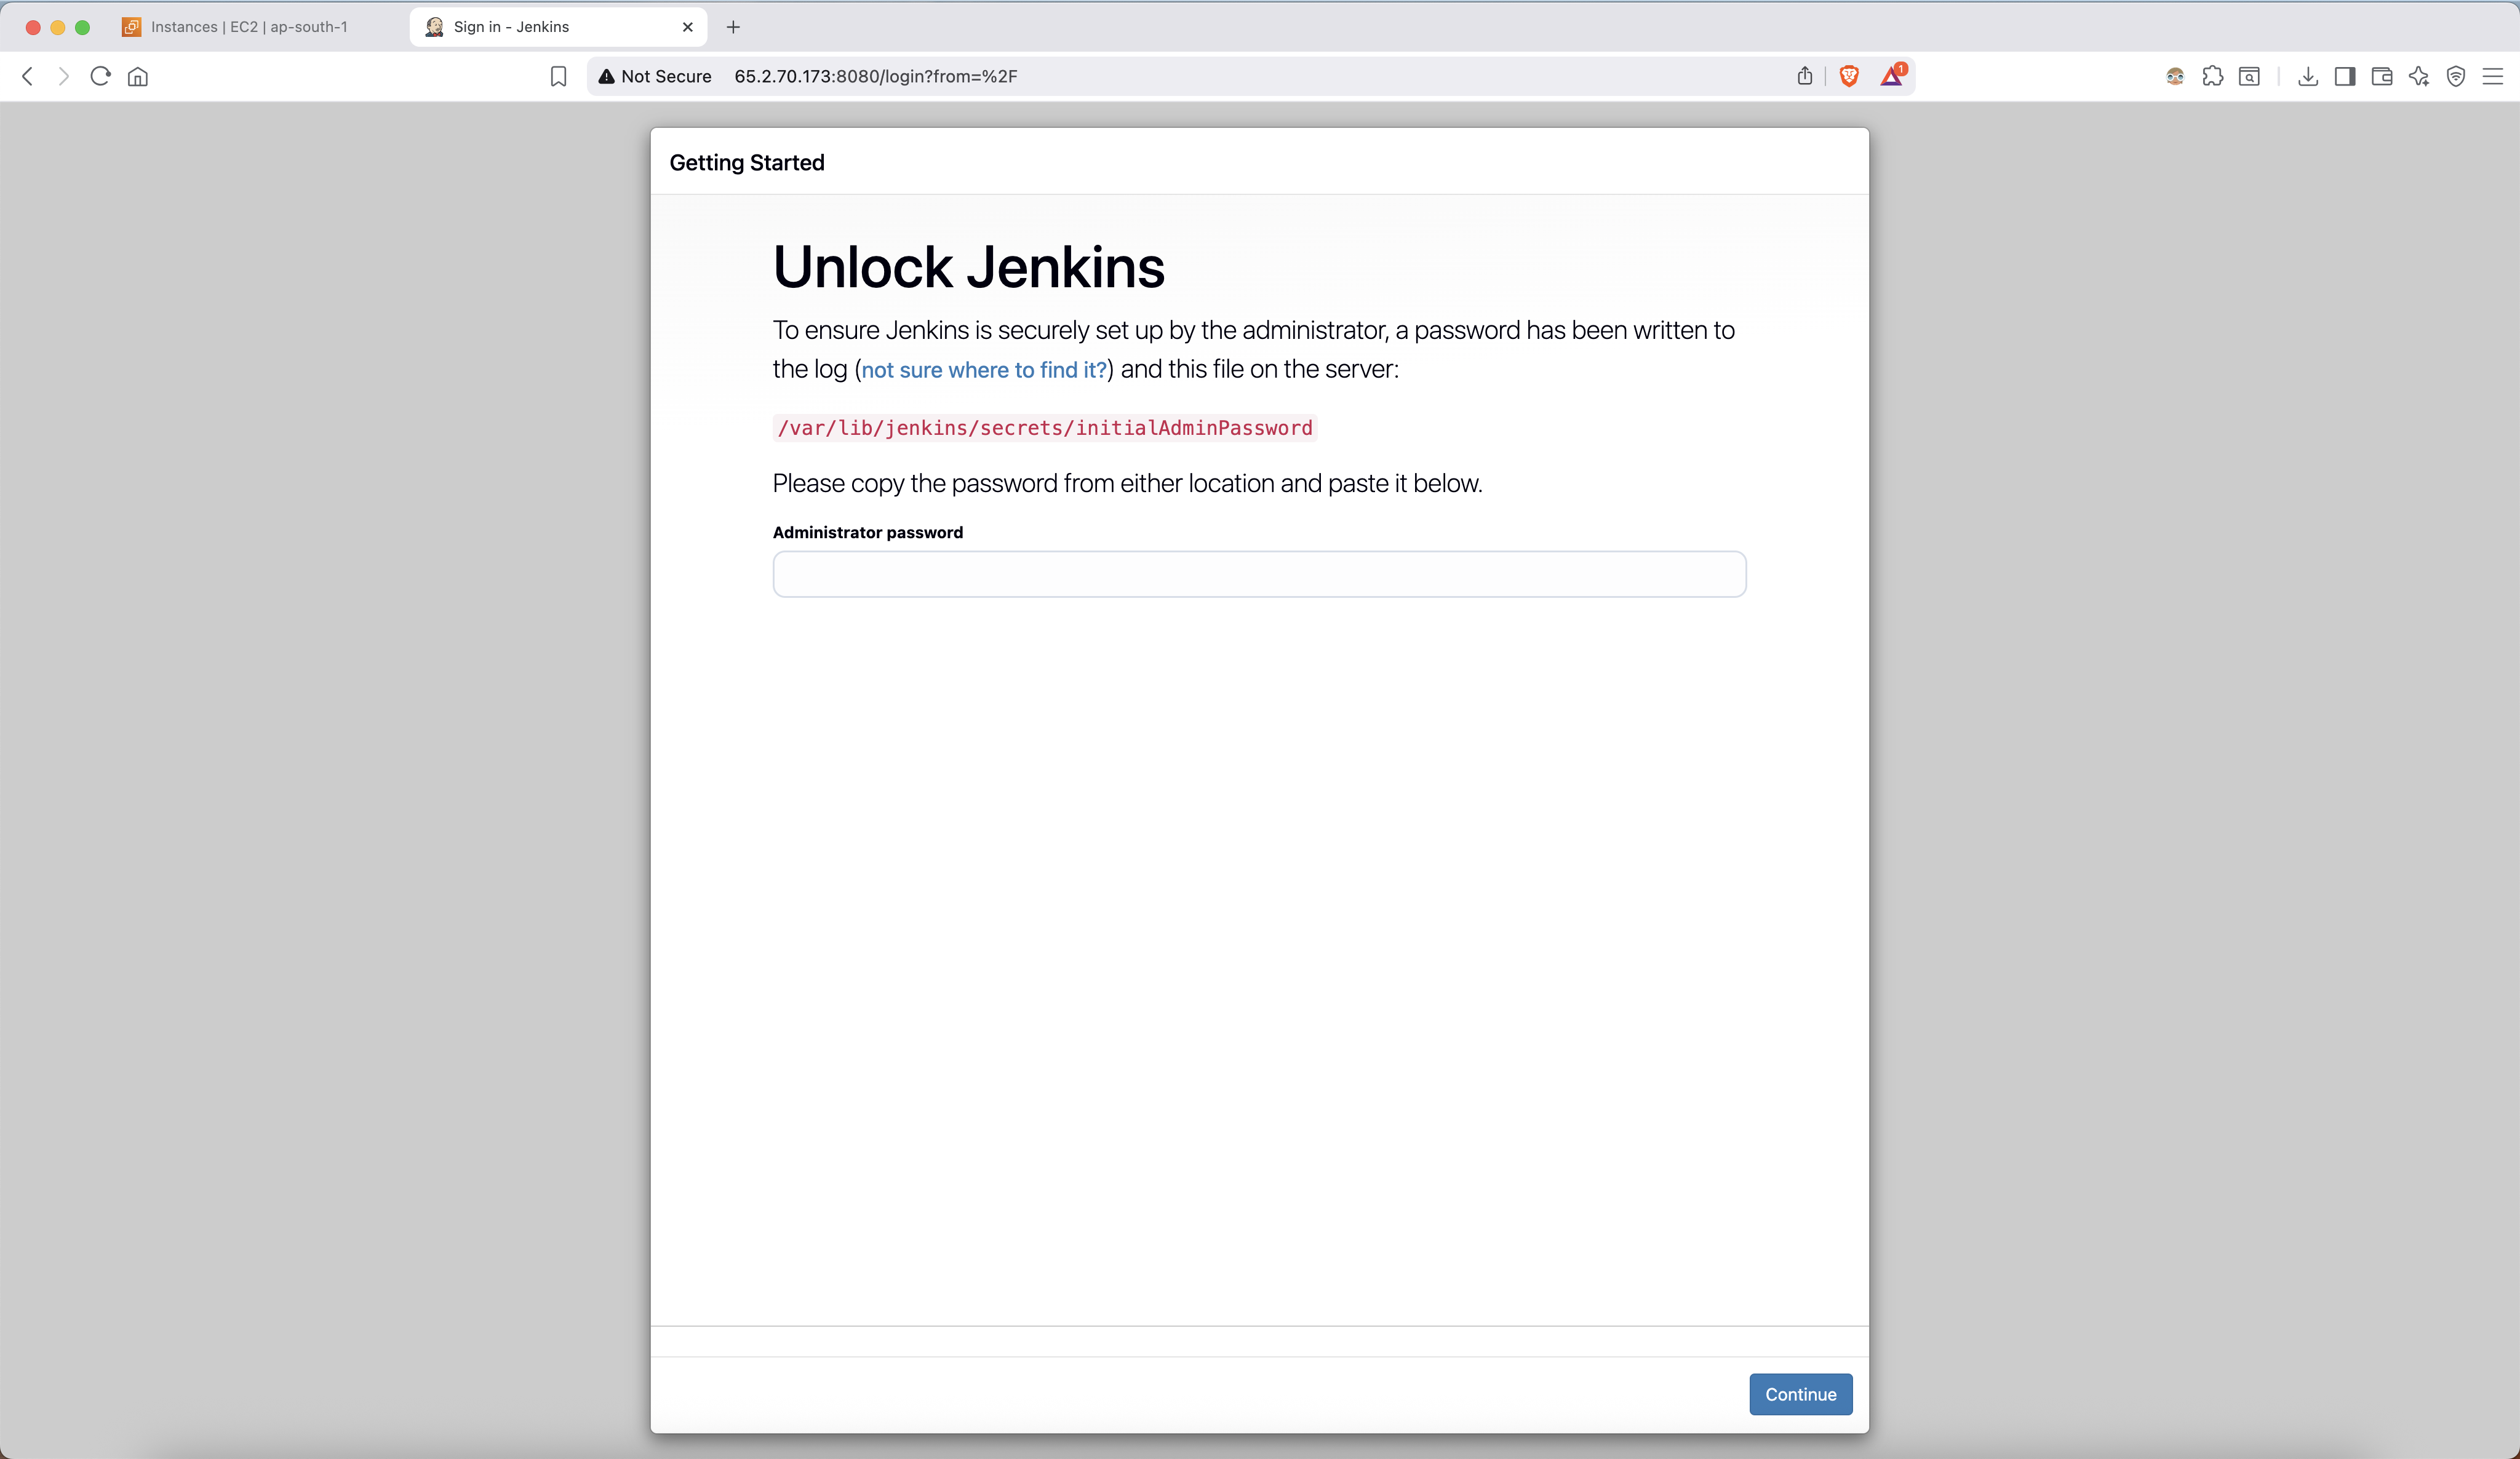 Instances | EC2 | ap-south-1
Sign in - Jenkins
Not Secure 65.2.70.173:8080/login?from=%2F
1
Getting Started
Unlock Jenkins
To ensure Jenkins is securely set up by the administrator, a password has been written to
the log (not sure where to find it?) and this file on the server:
/var/lib/jenkins/secrets/initialAdminPassword
Please copy the password from either location and paste it below.
Administrator password
Continue